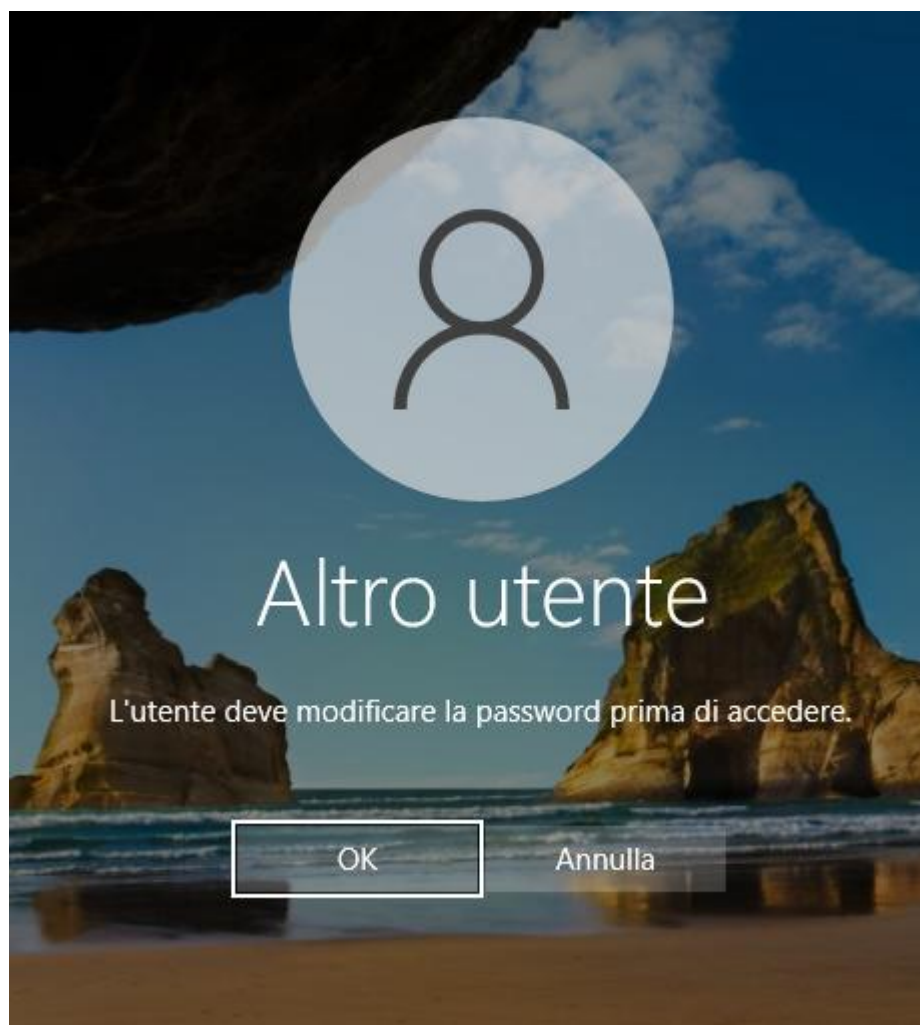 Altro utente
L'utente deve modificare la password prima di accedere.
OK
Annulla